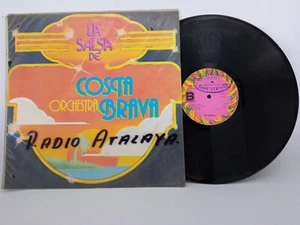 LA
SALSA
DE
COSTA
ORCHESTRA BRAVA
RADIO ATALAYA.